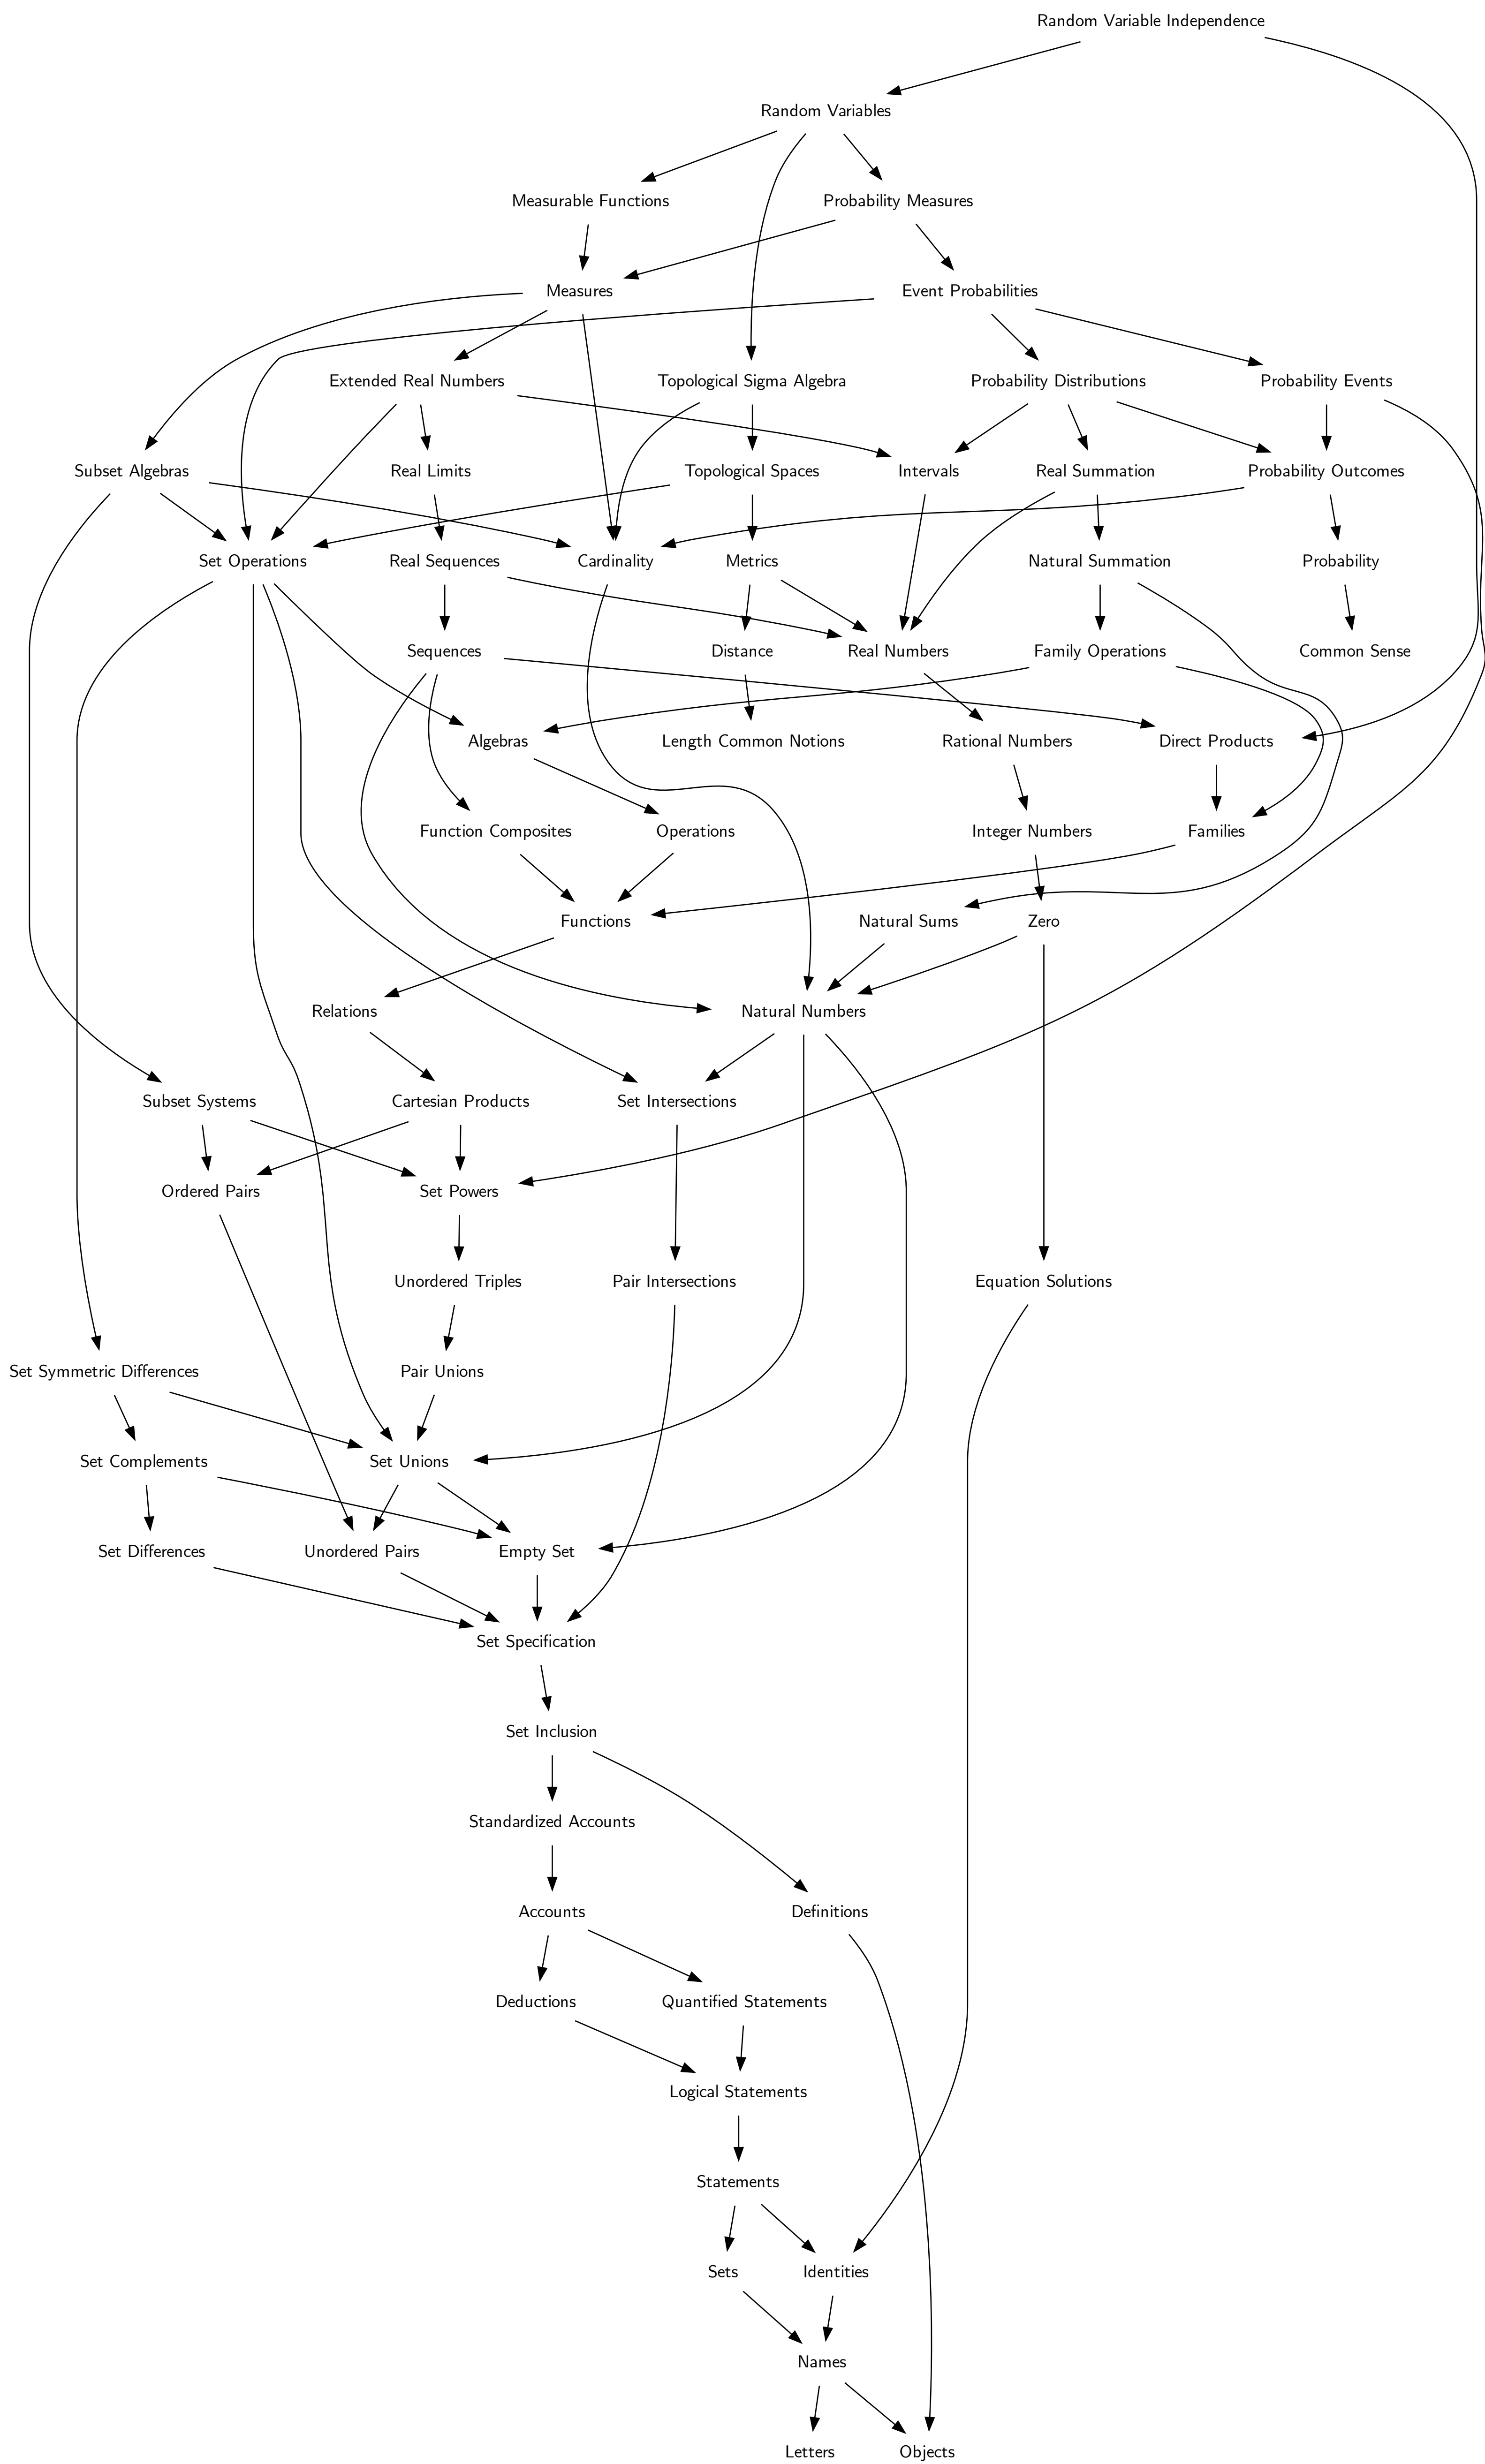 Random Variable Independence
Random Variables
Measurable Functions
Probability Measures
Measures
Event Probabilities
Extended Real Numbers
Topological Sigma Algebra
Probability Distributions
Probability Events
Subset Algebras
Real Limits
Topological Spaces
Intervals
Real Summation
Probability Outcomes
Set Operations
Real Sequences
Cardinality
Metrics
Natural Summation
Probability
Sequences
Distance
Real Numbers
Family Operations
Common Sense
Algebras
Length Common Notions
Rational Numbers
Direct Products
Function Composites
Operations
Integer Numbers
Families
Functions
Natural Sums
Zero
Relations
Natural Numbers
Subset Systems
Cartesian Products
Set Intersections
Ordered Pairs
Set Powers
Unordered Triples
Pair Intersections
Equation Solutions
Set Symmetric Differences
Pair Unions
Set Complements
Set Unions
Set Differences
Unordered Pairs
Empty Set
Set Specification
Set Inclusion
Standardized Accounts
Accounts
Definitions
Deductions
Quantified Statements
Logical Statements
Statements
Sets
Identities
Names
Letters
Objects